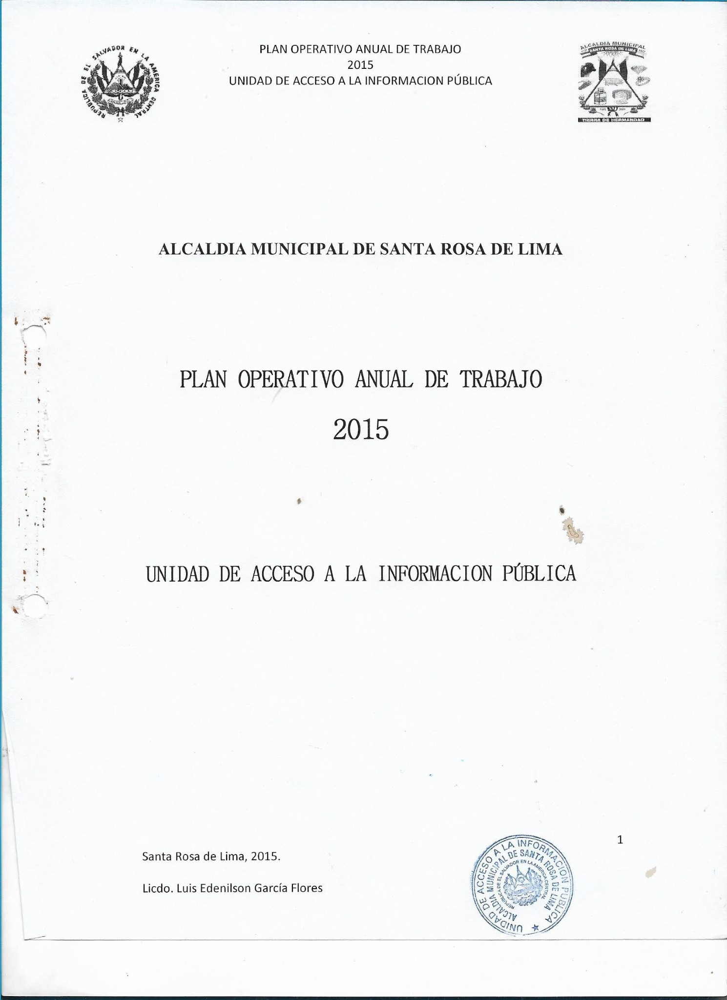 REPUBLICA DE EL SALVADOR EN LA AMERICA CENTRAL
PLAN OPERATIVO ANUAL DE TRABAJO
2015
UNIDAD DE ACCESO A LA INFORMACION PÚBLICA
ALCALDIA MUNICIPAL
SANTA ROSA DE LIMA
TIERRA DE HERMANDAD
ALCALDIA MUNICIPAL DE SANTA ROSA DE LIMA
PLAN OPERATIVO ANUAL DE TRABAJO
2015
UNIDAD DE ACCESO A LA INFORMACION PÚBLICA
1
Santa Rosa de Lima, 2015.
Licdo. Luis Edenilson García Flores
UNIDAD DE ACCESO A LA INFORMACION PUBLICA
ALCALDIA MUNICIPAL DE SANTA ROSA DE LIMA
REPUBLICA DE EL SALVADOR EN LA AMERICA CENTRAL